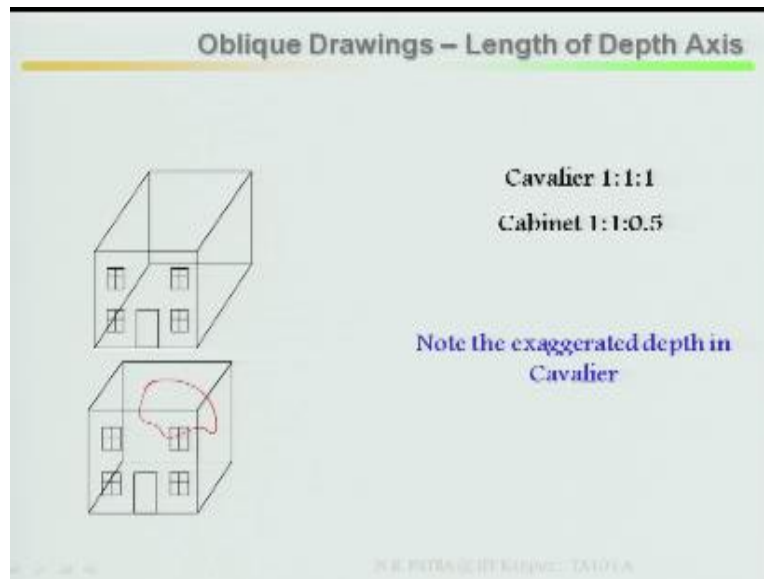 Oblique Drawings – Length of Depth Axis
Cavalier 1:1:1
Cabinet 1:1:0.5
Note the exaggerated depth in
Cavalier